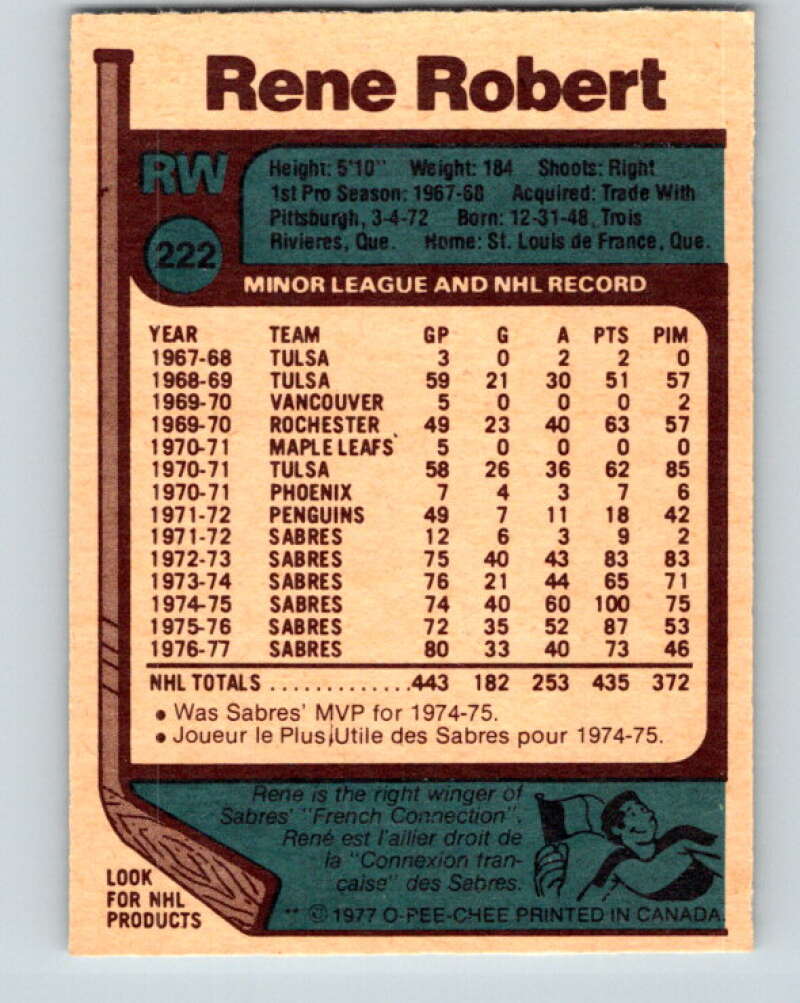 Rene Robert
RW
222
Height: 5'10" Weight: 184 Shoots: Right
1st Pro Season: 1967-68 Acquired: Trade With
Pittsburgh, 3-4-72 Born: 12-31-48, Trois
Rivieres, Que. Home: St. Louis de France, Que.
MINOR LEAGUE AND NHL RECORD
YEAR TEAM GP G A PTS PIM
1967-68 TULSA 3 0 2 2 0
1968-69 TULSA 59 21 30 51 57
1969-70 VANCOUVER 5 0 0 0 2
1969-70 ROCHESTER 49 23 40 63 57
1970-71 MAPLE LEAFS 5 0 0 0 0
1970-71 TULSA 58 26 36 62 85
1970-71 PHOENIX 7 4 3 7 6
1971-72 PENGUINS 49 7 11 18 42
1971-72 SABRES 12 6 3 9 2
1972-73 SABRES 75 40 43 83 83
1973-74 SABRES 76 21 44 65 71
1974-75 SABRES 74 40 60 100 75
1975-76 SABRES 72 35 52 87 53
1976-77 SABRES 80 33 40 73 46
NHL TOTALS .............443 182 253 435 372
• Was Sabres' MVP for 1974-75.
• Joueur le Plus Utile des Sabres pour 1974-75.
Rene is the right winger of
Sabres' "French Connection".
René est l'ailier droit de
la "Connexion fran-
caise" des Sabres.
LOOK
FOR NHL
PRODUCTS
** © 1977 O-PEE-CHEE PRINTED IN CANADA.